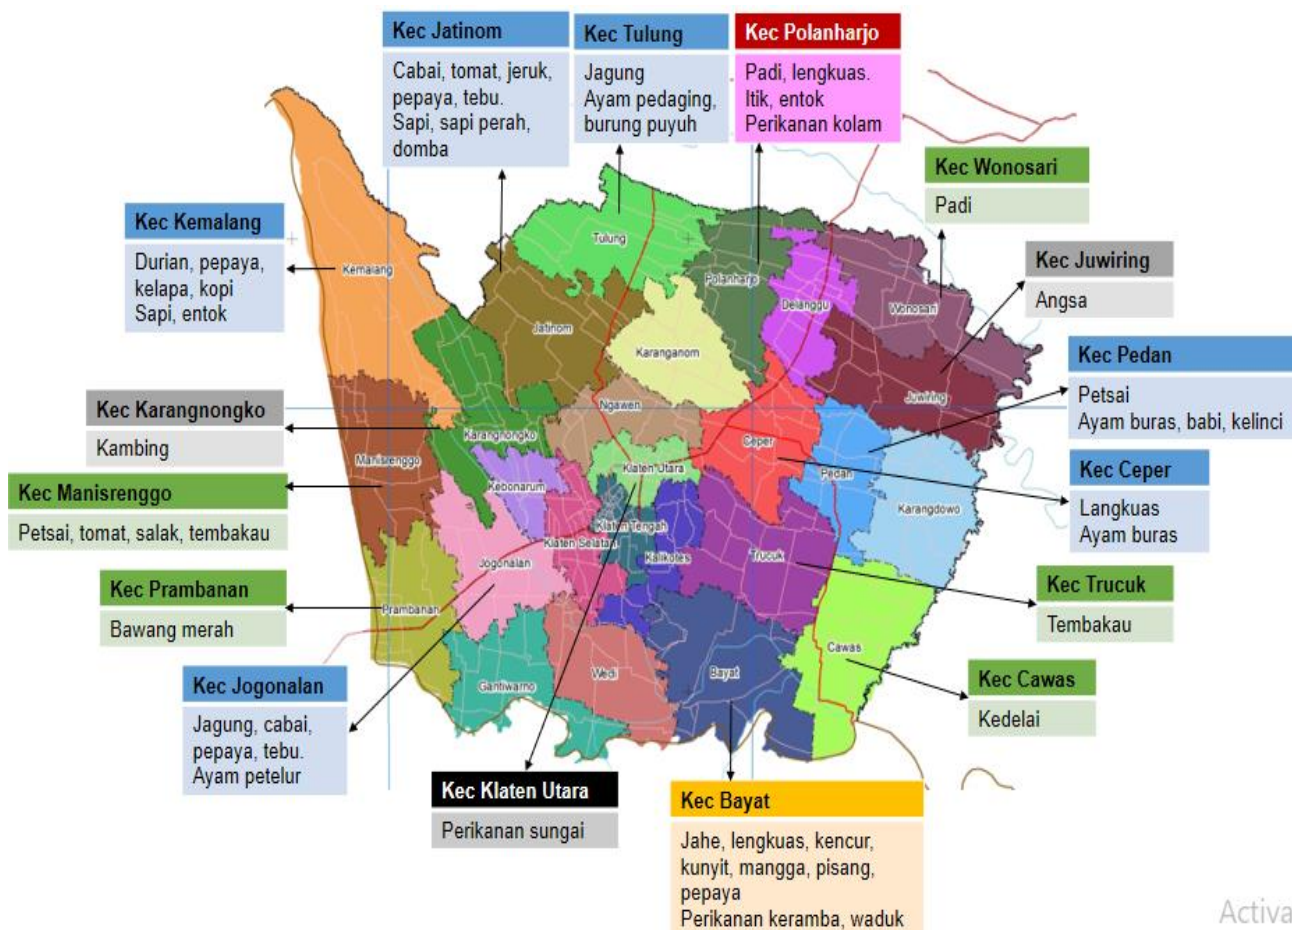 Kec Jatinom
Cabai, tomat, jeruk,
pepaya, tebu.
Sapi, sapi perah,
domba
Kec Tulung
Jagung
Ayam pedaging,
burung puyuh
Kec Polanharjo
Padi, lengkuas.
Itik, entok
Perikanan kolam
Kec Wonosari
Padi
Kec Kemalang
Durian, pepaya,
kelapa, kopi
Sapi, entok
Kec Juwiring
Angsa
Kec Pedan
Petsai
Ayam buras, babi, kelinci
Kec Karangnongko
Kambing
Kec Manisrenggo
Petsai, tomat, salak, tembakau
Kec Ceper
Langkuas
Ayam buras
Kec Prambanan
Bawang merah
Kec Trucuk
Tembakau
Kec Jogonalan
Jagung, cabai,
pepaya, tebu.
Ayam petelur
Kec Cawas
Kedelai
Kec Klaten Utara
Perikanan sungai
Kec Bayat
Jahe, lengkuas, kencur,
kunyit, mangga, pisang,
pepaya
Perikanan keramba, waduk
Kemalang
Tulung
Polanharjo
Delanggu
Wonosari
Jatinom
Karanganom
Juwiring
Ngawen
Karangnongko
Manisrenggo
Ceper
Klaten Utara
Pedan
Kebonarum
Karangdowo
Klaten Tengah
Klaten Selatan
Kalikotes
Trucuk
Jogonalan
Prambanan
Cawas
Wedi
Bayat
Gantiwarno
Activa